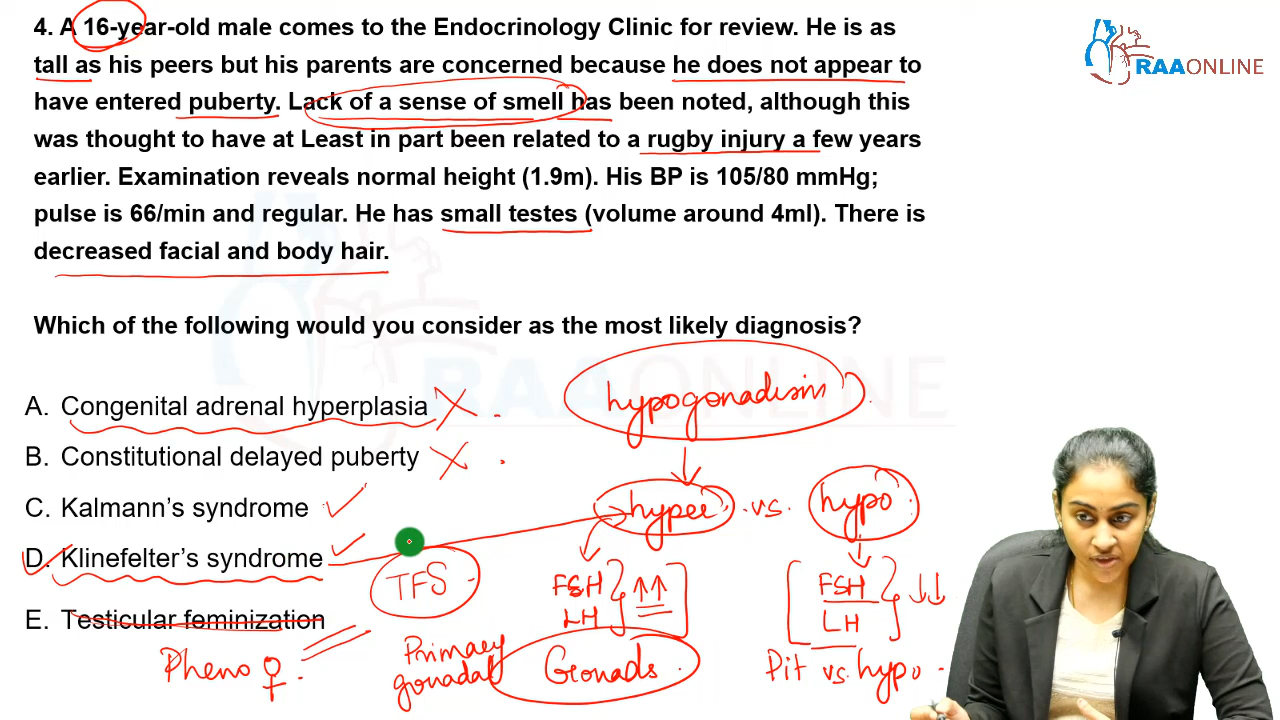 4. A 16-year-old male comes to the Endocrinology Clinic for review. He is as
tall as his peers but his parents are concerned because he does not appear to
have entered puberty. Lack of a sense of smell has been noted, although this
was thought to have at Least in part been related to a rugby injury a few years
earlier. Examination reveals normal height (1.9m). His BP is 105/80 mmHg;
pulse is 66/min and regular. He has small testes (volume around 4ml). There is
decreased facial and body hair.
RAAONLINE
Which of the following would you consider as the most likely diagnosis?
A. Congenital adrenal hyperplasia
B. Constitutional delayed puberty
C. Kalmann's syndrome
D. Klinefelter's syndrome
E. Testicular feminization
RAAONLINE
hypogonadism
hyper vs. hypo
TFS
FSH
LH
FSH
LH
Pheno ♀
Primary
gonadal
Gonads
Pit vs. hypo